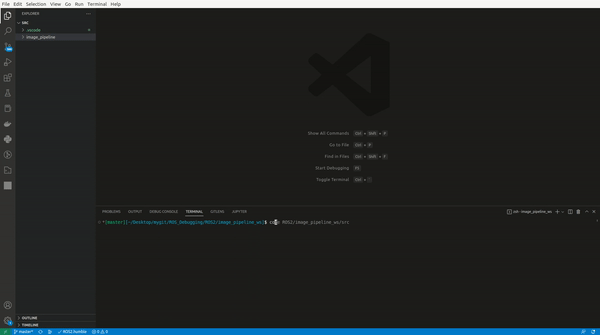 File Edit Selection View Go Run Terminal Help
EXPLORER
SRC
.vscode
image_pipeline
Show All Commands Ctrl + Shift + P
Go to File Ctrl + P
Find in Files Ctrl + Shift + F
Start Debugging F5
Toggle Terminal Ctrl +
PROBLEMS OUTPUT DEBUG CONSOLE TERMINAL GITLENS JUPYTER
zsh - image_pipeline_ws
*[master][~/Desktop/mygit/ROS_Debugging/ROS2/image_pipeline_ws]$ ROS2/image_pipeline_ws/src
OUTLINE
TIMELINE
master* ROS2.humble 0 0